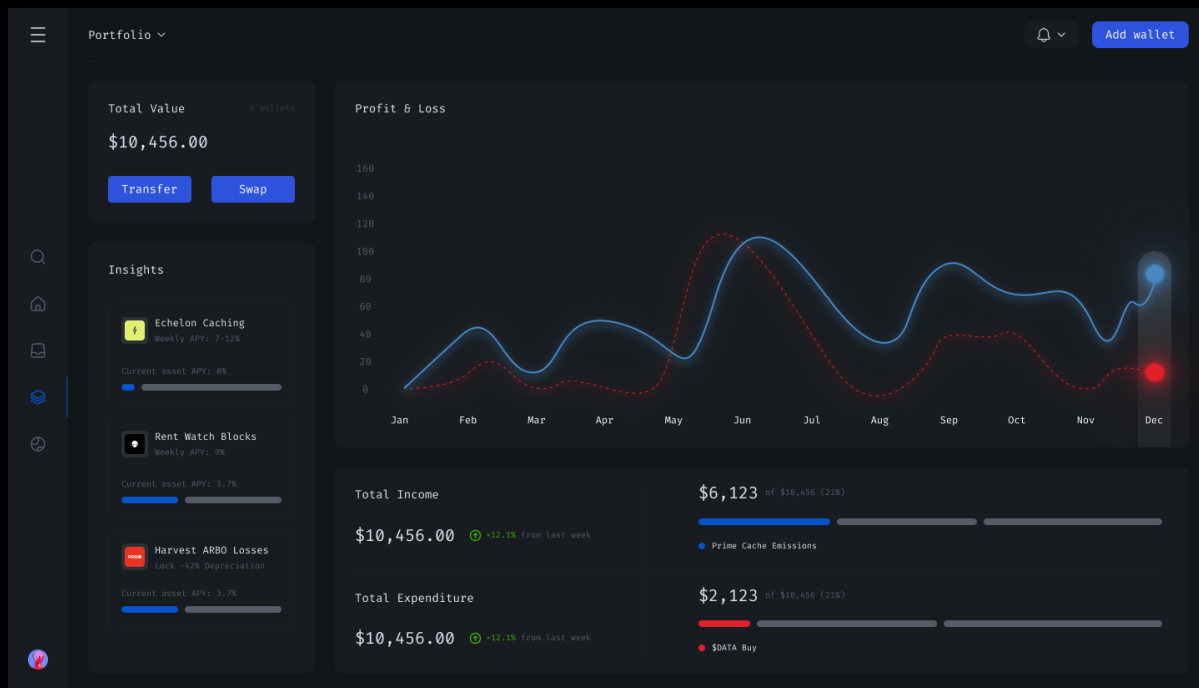 Portfolio
Add wallet
Total Value
4 Wallets
$10,456.00
Transfer
Swap
Insights
Echelon Caching
Weekly APY: 7-12%
Current asset APY: 0%
Rent Watch Blocks
Weekly APY: 9%
Current asset APY: 3.7%
Harvest ARBO Losses
Lock ~42% Depreciation
Current asset APY: 3.7%
Profit & Loss
160
140
120
100
80
60
40
20
0
Jan Feb Mar Apr May Jun Jul Aug Sep Oct Nov Dec
Total Income
$10,456.00 +12.1% from last week
$6,123 of $10,456 (21%)
Prime Cache Emissions
Total Expenditure
$10,456.00 +12.1% from last week
$2,123 of $10,456 (21%)
$DATA Buy